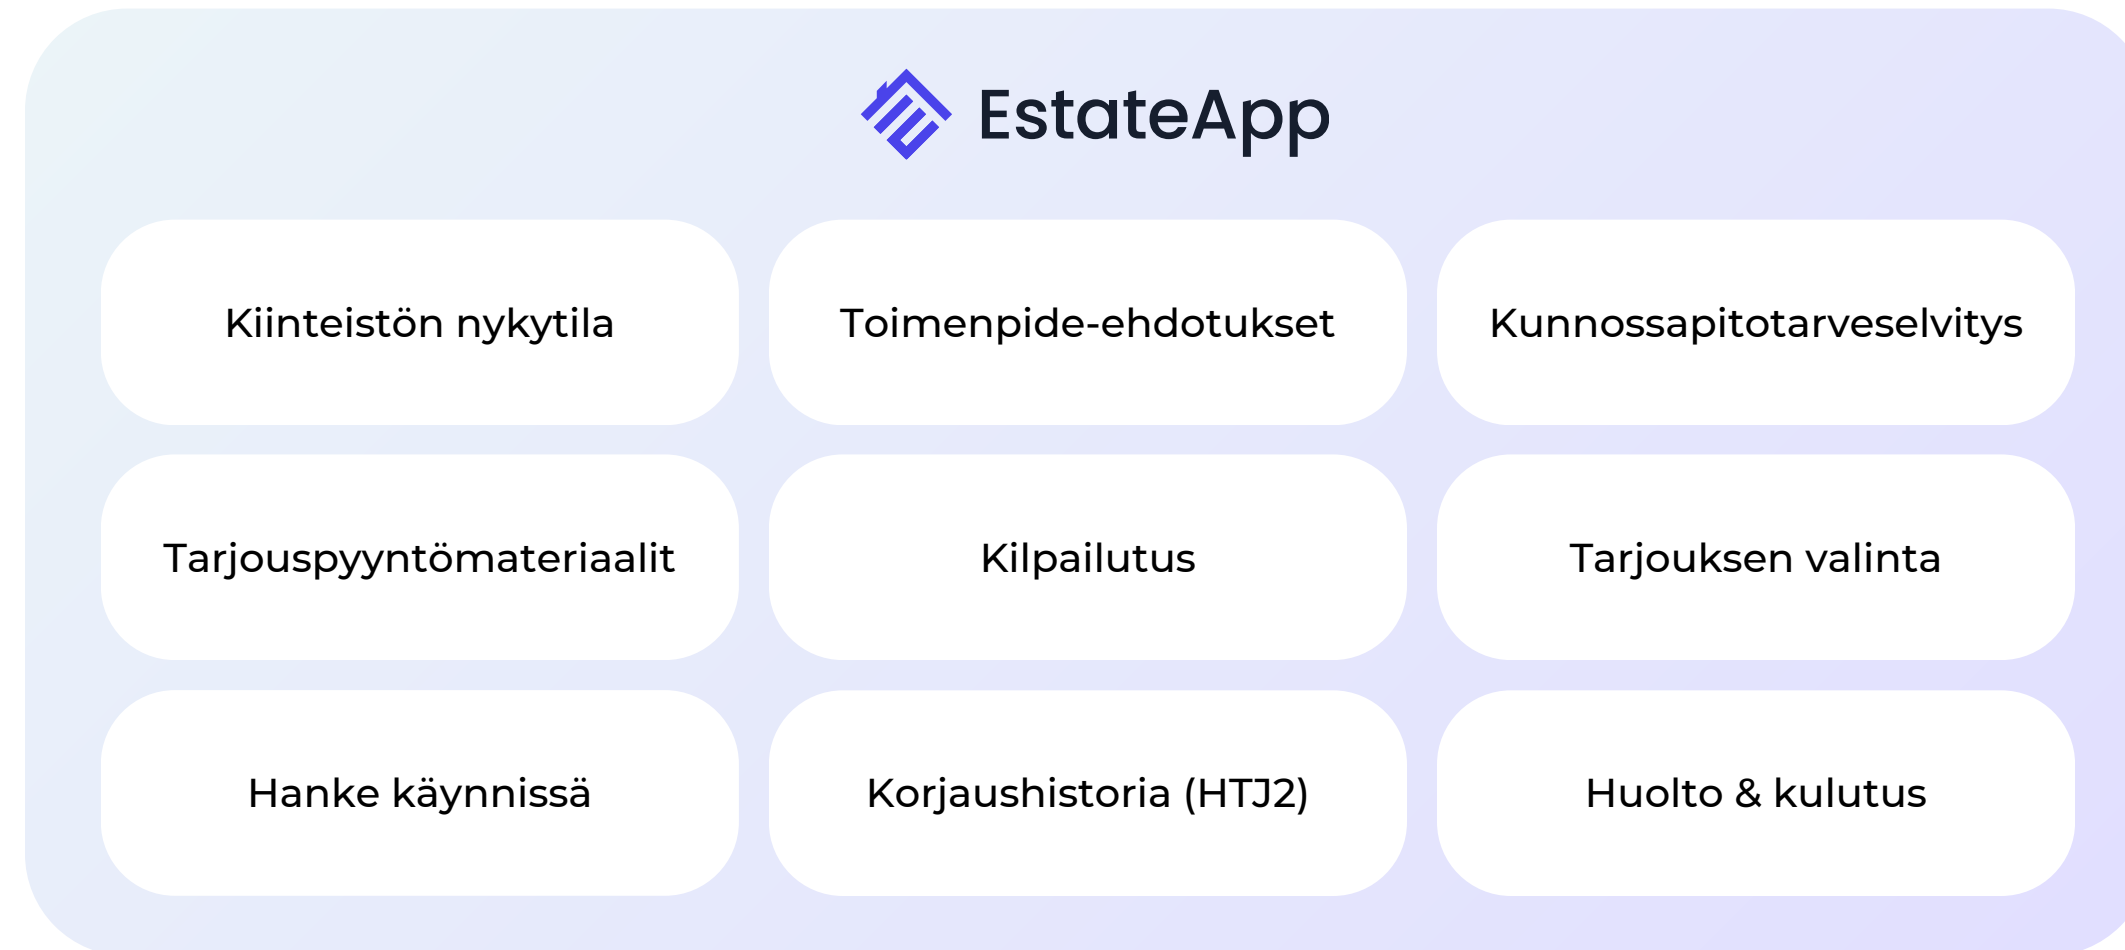 EstateApp
Kiinteistön nykytila
Toimenpide-ehdotukset
Kunnossapitotarveselvitys
Tarjouspyyntömateriaalit
Kilpailutus
Tarjouksen valinta
Hanke käynnissä
Korjaushistoria (HTJ2)
Huolto & kulutus